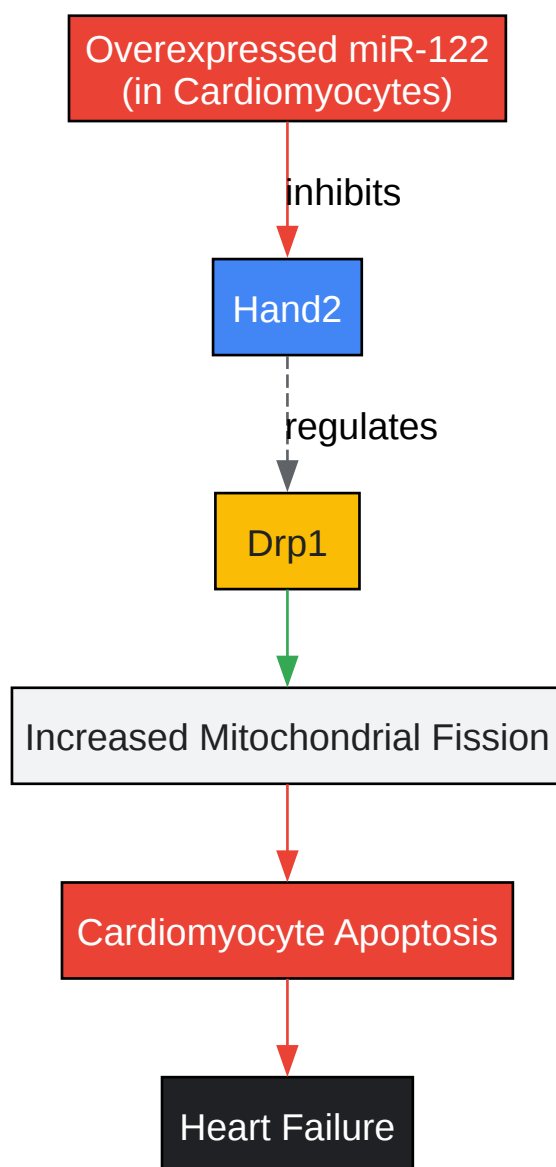 Overexpressed miR-122
(in Cardiomyocytes)
inhibits
Hand2
regulates
Drp1
Increased Mitochondrial Fission
Cardiomyocyte Apoptosis
Heart Failure